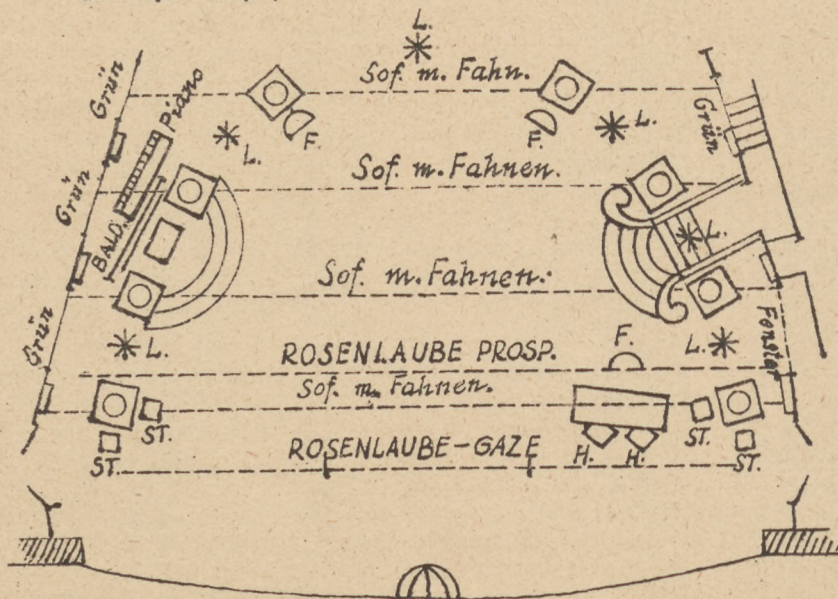 L.
Sof. m. Fahn.
Grün
Piano
F.
F.
L.
L.
Grün
Sof. m. Fahnen.
Grün
BALD.
L.
Sof. m. Fahnen.
Grün
L.
ROSENLAUBE PROSP.
F.
L.
Fenster
Sof. m. Fahnen.
ST.
ST.
ROSENLAUBE-GAZE
H.
H.
ST.
ST.